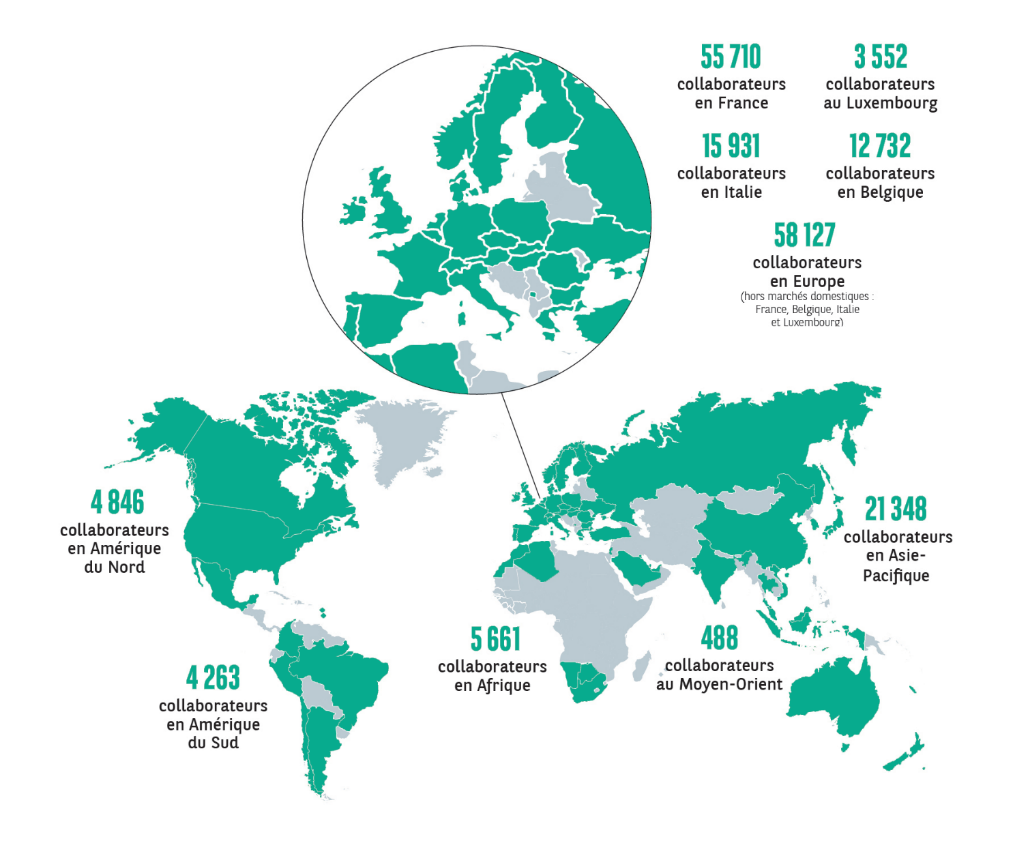 55 710
collaborateurs
en France
3 552
collaborateurs
au Luxembourg
15 931
collaborateurs
en Italie
12 732
collaborateurs
en Belgique
58 127
collaborateurs
en Europe
(hors marchés domestiques :
France, Belgique, Italie
et Luxembourg)
4 846
collaborateurs
en Amérique
du Nord
21 348
collaborateurs
en Asie-
Pacifique
5 661
collaborateurs
en Afrique
488
collaborateurs
au Moyen-Orient
4 263
collaborateurs
en Amérique
du Sud